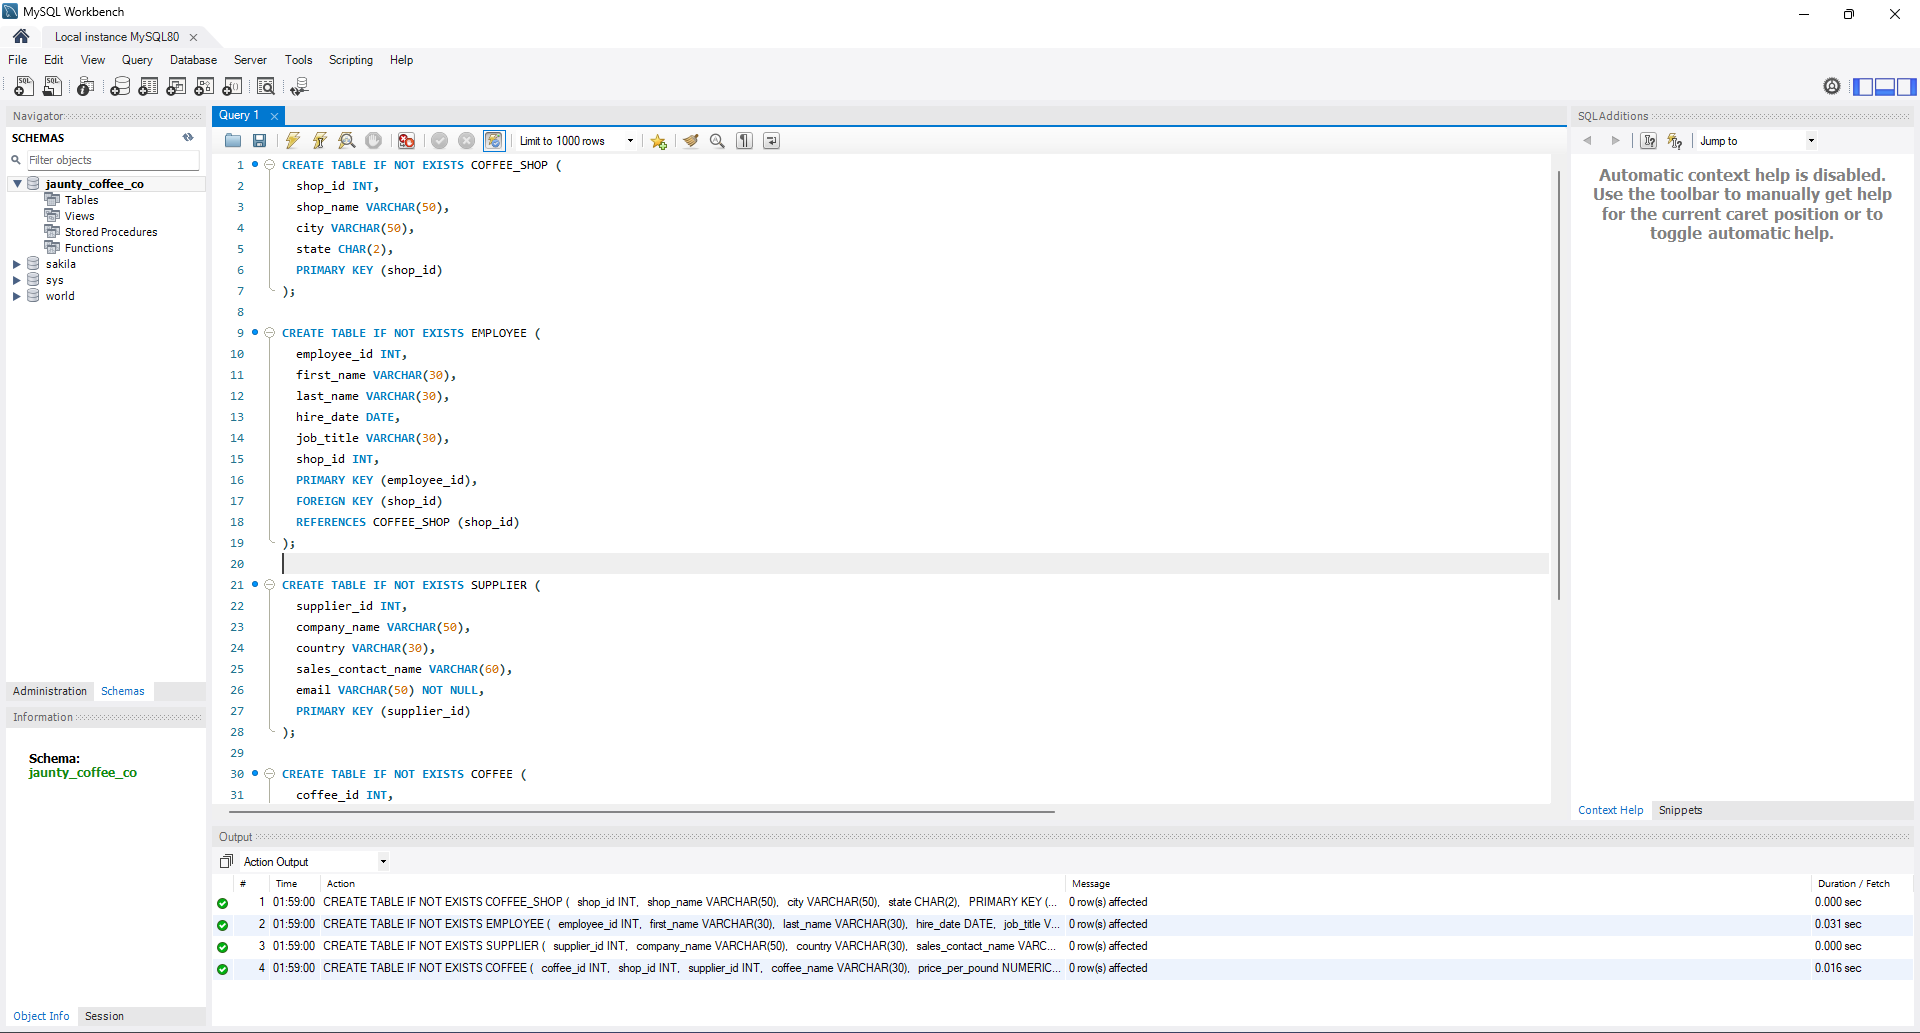 MySQL Workbench
Local instance MySQL80
File Edit View Query Database Server Tools Scripting Help
Navigator
SCHEMAS
Filter objects
jaunty_coffee_co
Tables
Views
Stored Procedures
Functions
sakila
sys
world
Administration Schemas
Information
Schema:
jaunty_coffee_co
Object Info Session
Query 1
Limit to 1000 rows
1 CREATE TABLE IF NOT EXISTS COFFEE_SHOP (
2 shop_id INT,
3 shop_name VARCHAR(50),
4 city VARCHAR(50),
5 state CHAR(2),
6 PRIMARY KEY (shop_id)
7 );
8
9 CREATE TABLE IF NOT EXISTS EMPLOYEE (
10 employee_id INT,
11 first_name VARCHAR(30),
12 last_name VARCHAR(30),
13 hire_date DATE,
14 job_title VARCHAR(30),
15 shop_id INT,
16 PRIMARY KEY (employee_id),
17 FOREIGN KEY (shop_id)
18 REFERENCES COFFEE_SHOP (shop_id)
19 );
20
21 CREATE TABLE IF NOT EXISTS SUPPLIER (
22 supplier_id INT,
23 company_name VARCHAR(50),
24 country VARCHAR(30),
25 sales_contact_name VARCHAR(60),
26 email VARCHAR(50) NOT NULL,
27 PRIMARY KEY (supplier_id)
28 );
29
30 CREATE TABLE IF NOT EXISTS COFFEE (
31 coffee_id INT,
SQLAdditions
Jump to
Automatic context help is disabled.
Use the toolbar to manually get help
for the current caret position or to
toggle automatic help.
Context Help Snippets
Output
Action Output
# Time Action Message Duration / Fetch
1 01:59:00 CREATE TABLE IF NOT EXISTS COFFEE_SHOP ( shop_id INT, shop_name VARCHAR(50), city VARCHAR(50), state CHAR(2), PRIMARY KEY (... 0 row(s) affected 0.000 sec
2 01:59:00 CREATE TABLE IF NOT EXISTS EMPLOYEE ( employee_id INT, first_name VARCHAR(30), last_name VARCHAR(30), hire_date DATE, job_title V... 0 row(s) affected 0.031 sec
3 01:59:00 CREATE TABLE IF NOT EXISTS SUPPLIER ( supplier_id INT, company_name VARCHAR(50), country VARCHAR(30), sales_contact_name VARC... 0 row(s) affected 0.000 sec
4 01:59:00 CREATE TABLE IF NOT EXISTS COFFEE ( coffee_id INT, shop_id INT, supplier_id INT, coffee_name VARCHAR(30), price_per_pound NUMERIC... 0 row(s) affected 0.016 sec